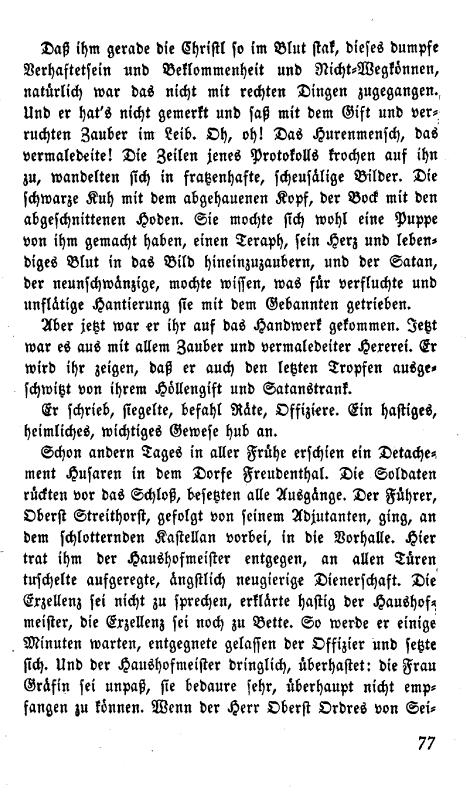 Daß ihm gerade die Christl so im Blut stak, dieses dumpfe
Verhaftetsein und Beklommenheit und Nicht-Wegkönnen,
natürlich war das nicht mit rechten Dingen zugegangen.
Und er hat's nicht gemerkt und saß mit dem Gift und ver-
ruchten Zauber im Leib. Oh, oh! Das Hurenmensch, das
vermaledeite! Die Zeilen jenes Protokolls krochen auf ihn
zu, wandelten sich in fratzenhafte, scheusälige Bilder. Die
schwarze Kuh mit dem abgehauenen Kopf, der Bock mit den
abgeschnittenen Hoden. Sie mochte sich wohl eine Puppe
von ihm gemacht haben, einen Teraph, sein Herz und leben-
diges Blut in das Bild hineinzuzaubern, und der Satan,
der neunschwänzige, mochte wissen, was für verfluchte und
unflätige Hantierung sie mit dem Gebannten getrieben.
Aber jetzt war er ihr auf das Handwerk gekommen. Jetzt
war es aus mit allem Zauber und vermaledeiter Hexerei. Er
wird ihr zeigen, daß er auch den letzten Tropfen ausge-
schwitzt von ihrem Höllengift und Satanstrank.
Er schrieb, siegelte, befahl Räte, Offiziere. Ein hastiges,
heimliches, wichtiges Gewese hub an.
Schon andern Tages in aller Frühe erschien ein Detache-
ment Husaren in dem Dorfe Freudenthal. Die Soldaten
rückten vor das Schloß, besetzten alle Ausgänge. Der Führer,
Oberst Streithorst, gefolgt von seinem Adjutanten, ging, an
dem schlotternden Kastellan vorbei, in die Vorhalle. Hier
trat ihm der Haushofmeister entgegen, an allen Türen
tuschelte aufgeregte, ängstlich neugierige Dienerschaft. Die
Exzellenz sei nicht zu sprechen, erklärte hastig der Haushof-
meister, die Exzellenz sei noch zu Bette. So werde er einige
Minuten warten, entgegnete gelassen der Offizier und setzte
sich. Und der Haushofmeister dringlich, überhastet: die Frau
Gräfin sei unpaß, sie bedaure sehr, überhaupt nicht emp-
fangen zu können. Wenn der Herr Oberst Ordres von Sei-
77